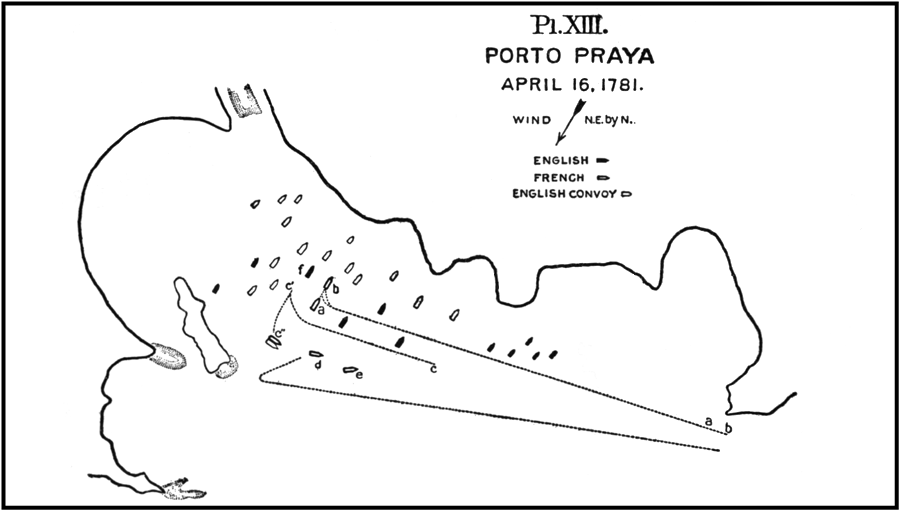 Pl. XIII.
PORTO PRAYA
APRIL 16, 1781.
WIND N.E. by N..
ENGLISH
FRENCH
ENGLISH CONVOY
f
c'
b
a
c
d
e
c
a
b